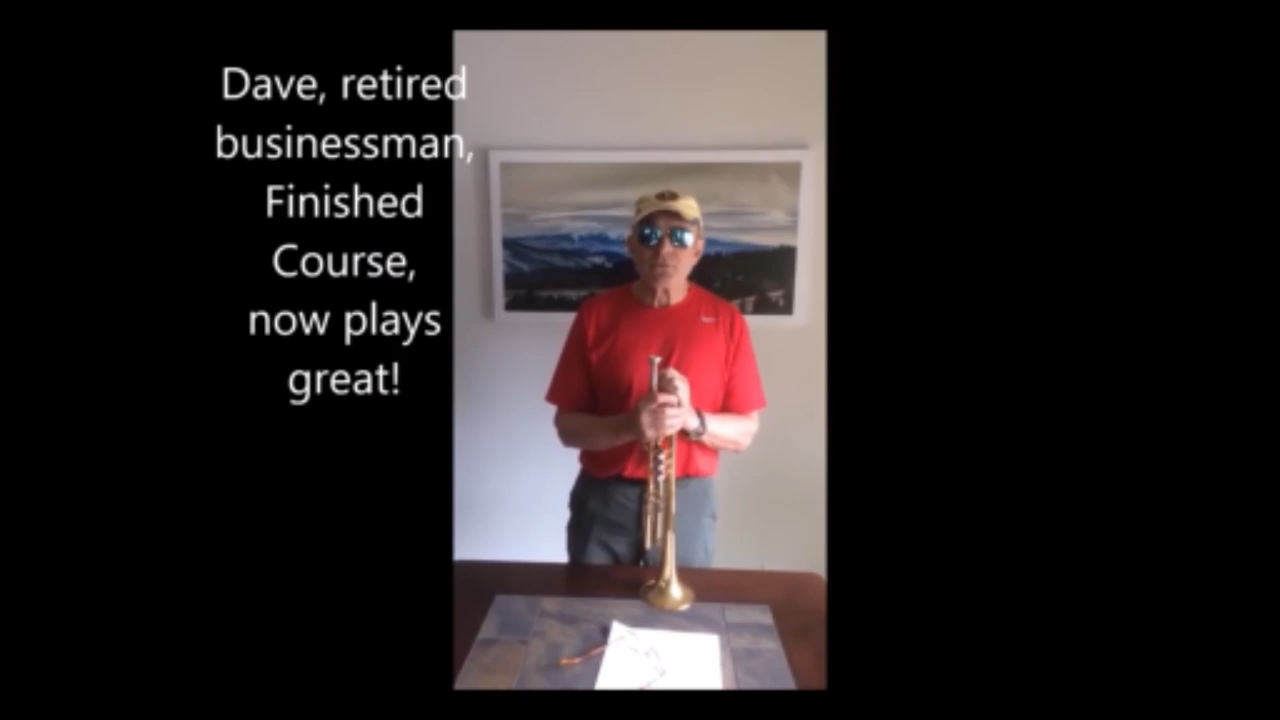 Dave, retired
businessman,
Finished
Course,
now plays
great!